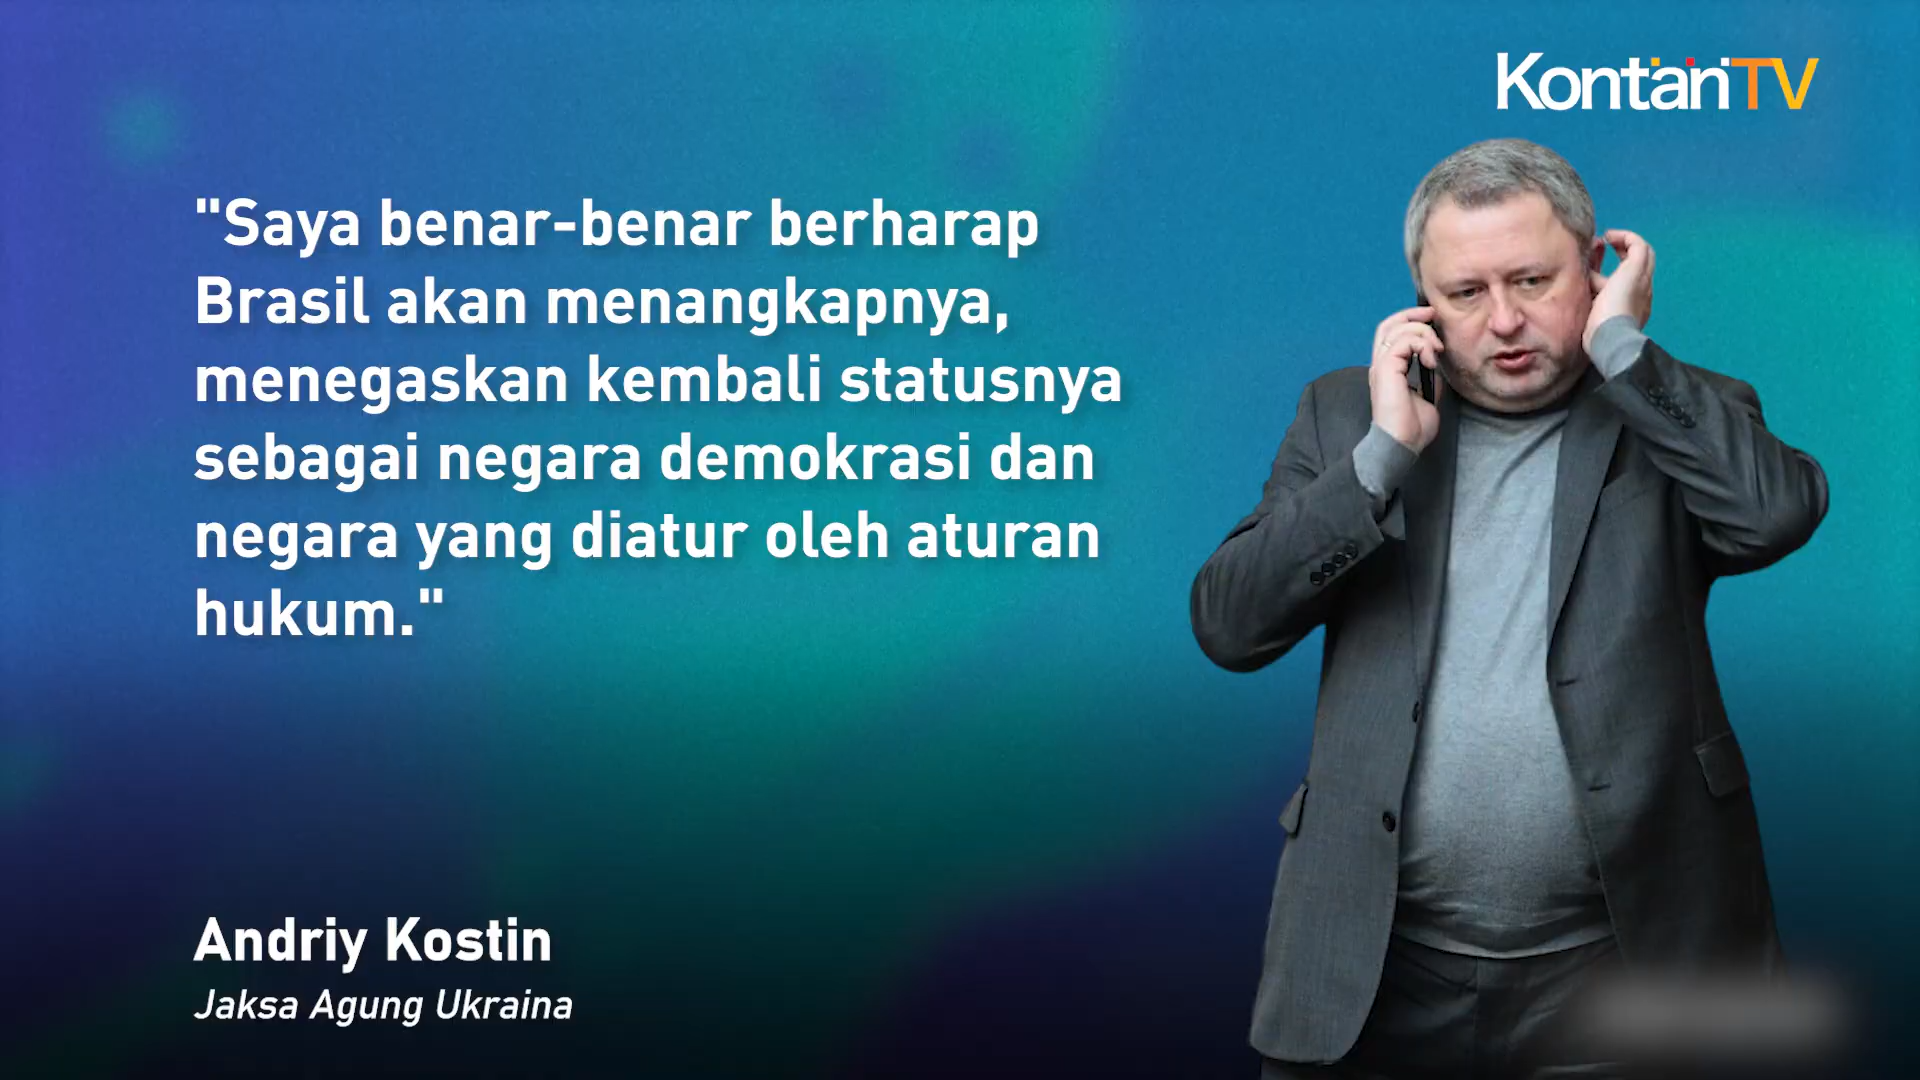 KontanTV
"Saya benar-benar berharap
Brasil akan menangkapnya,
menegaskan kembali statusnya
sebagai negara demokrasi dan
negara yang diatur oleh aturan
hukum."
Andriy Kostin
Jaksa Agung Ukraina